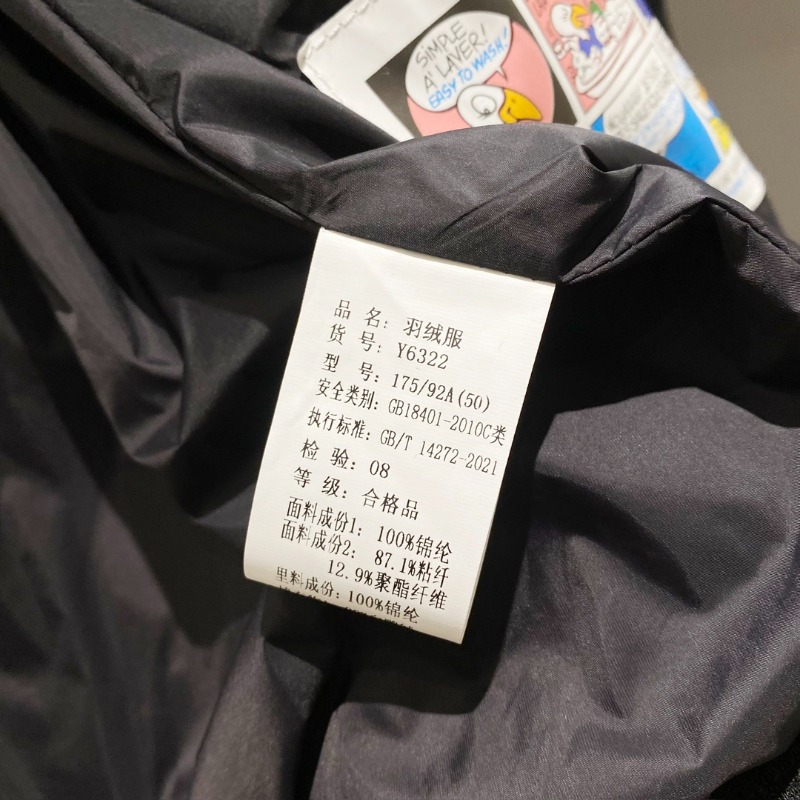 SIMPLE
A' LAVER!
EASY TO WASH!
品 名: 羽绒服
货 号: Y6322
型 号: 175/92A(50)
安全类别: GB18401-2010C类
执行标准: GB/T 14272-2021
检 验: 08
等 级: 合格品
面料成份1: 100%锦纶
面料成份2: 87.1%粘纤
12.9%聚酯纤维
里料成份: 100%锦纶